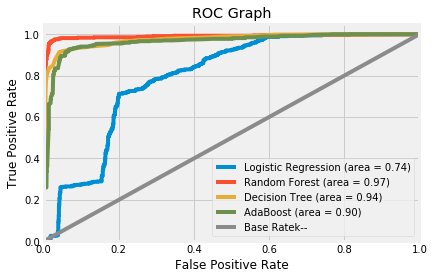 ROC Graph
1.0
0.8
0.6
0.4
0.2
0.0
True Positive Rate
Logistic Regression (area = 0.74)
Random Forest (area = 0.97)
Decision Tree (area = 0.94)
AdaBoost (area = 0.90)
Base Ratek--
0.0 0.2 0.4 0.6 0.8 1.0
False Positive Rate